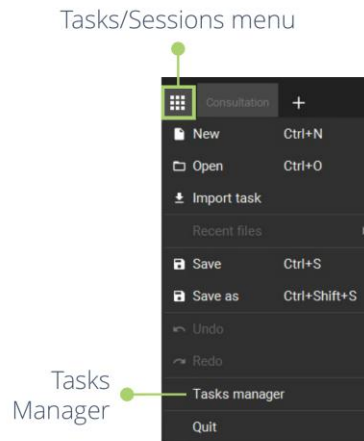 Tasks/Sessions menu
Consultation +
New Ctrl+N
Open Ctrl+O
Import task
Recent files
Save Ctrl+S
Save as Ctrl+Shift+S
Undo
Redo
Tasks
Manager
Tasks manager
Quit